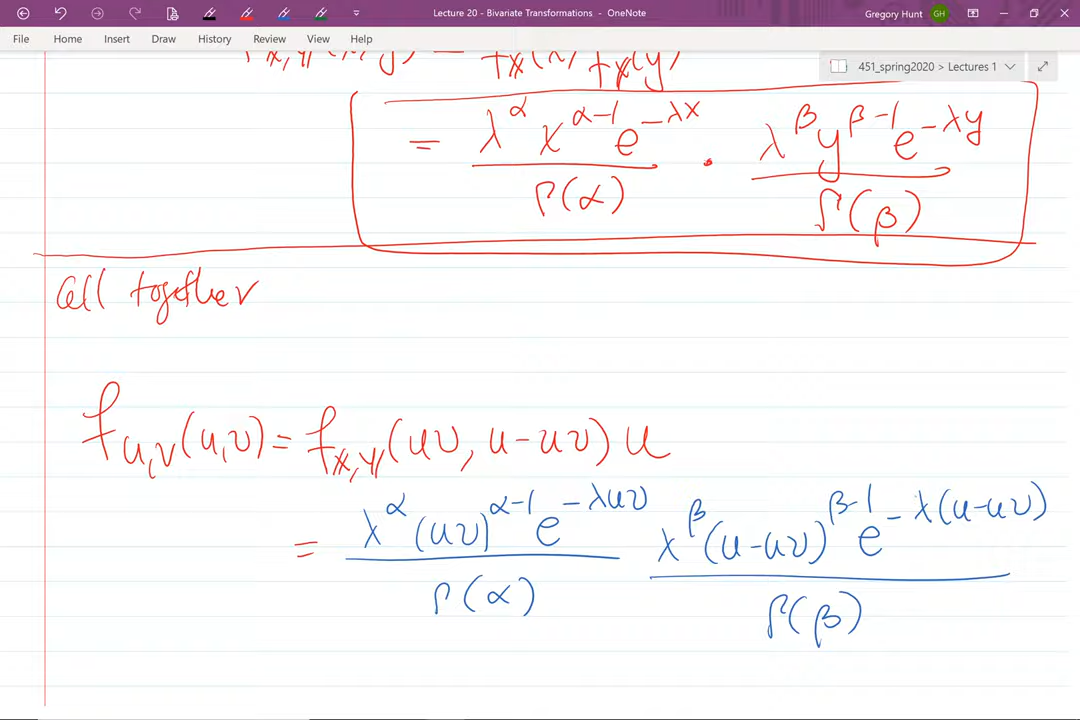 Lecture 20 - Bivariate Transformations - OneNote
Gregory Hunt GH
File Home Insert Draw History Review View Help
451_spring2020 > Lectures 1
= λ^α x^(α-1) e^(-λx) / Γ(α) · λ^β y^(β-1) e^(-λy) / Γ(β)
all together
f_{U,V}(u,v) = f_{X,Y}(uv, u-uv) u
= λ^α (uv)^(α-1) e^(-λuv) / Γ(α) λ^β (u-uv)^(β-1) e^(-λ(u-uv)) / Γ(β)